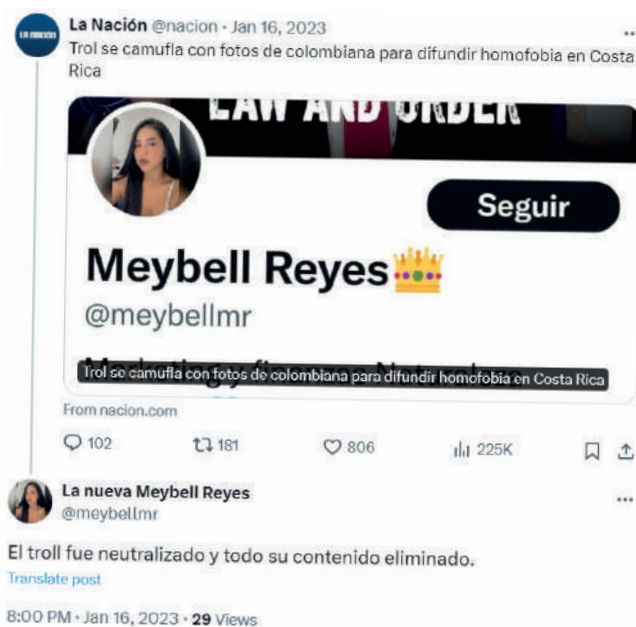 LA NACIÓN
La Nación @nacion · Jan 16, 2023
Trol se camufla con fotos de colombiana para difundir homofobia en Costa
Rica
LAW AND ORDER
Seguir
Meybell Reyes👑
@meybellmr
Marketing y finanzas
Trol se camufla con fotos de colombiana para difundir homofobia en Costa Rica
From nacion.com
102 181 806 225K
La nueva Meybell Reyes
@meybellmr
El troll fue neutralizado y todo su contenido eliminado.
Translate post
8:00 PM · Jan 16, 2023 · 29 Views